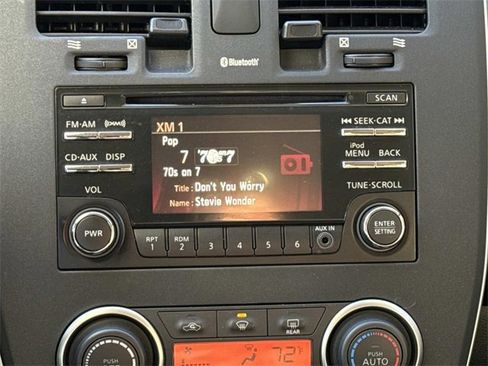 Bluetooth
SCAN
FM·AM
XM 1
SEEK·CAT
Pop
7 '70s7
iPod
CD·AUX DISP
MENU BACK
70s on 7
VOL
Title : Don't You Worry
TUNE·SCROLL
Name : Stevie Wonder
PWR
ENTER
SETTING
RPT RDM
1 2 3 4 5 6
AUX IN
REAR
PUSH
72°F
PUSH
AUTO